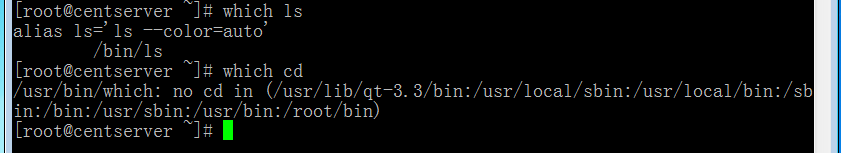 [root@centserver ~]# which ls
alias ls='ls --color=auto'
        /bin/ls
[root@centserver ~]# which cd
/usr/bin/which: no cd in (/usr/lib/qt-3.3/bin:/usr/local/sbin:/usr/local/bin:/sb
in:/bin:/usr/sbin:/usr/bin:/root/bin)
[root@centserver ~]#